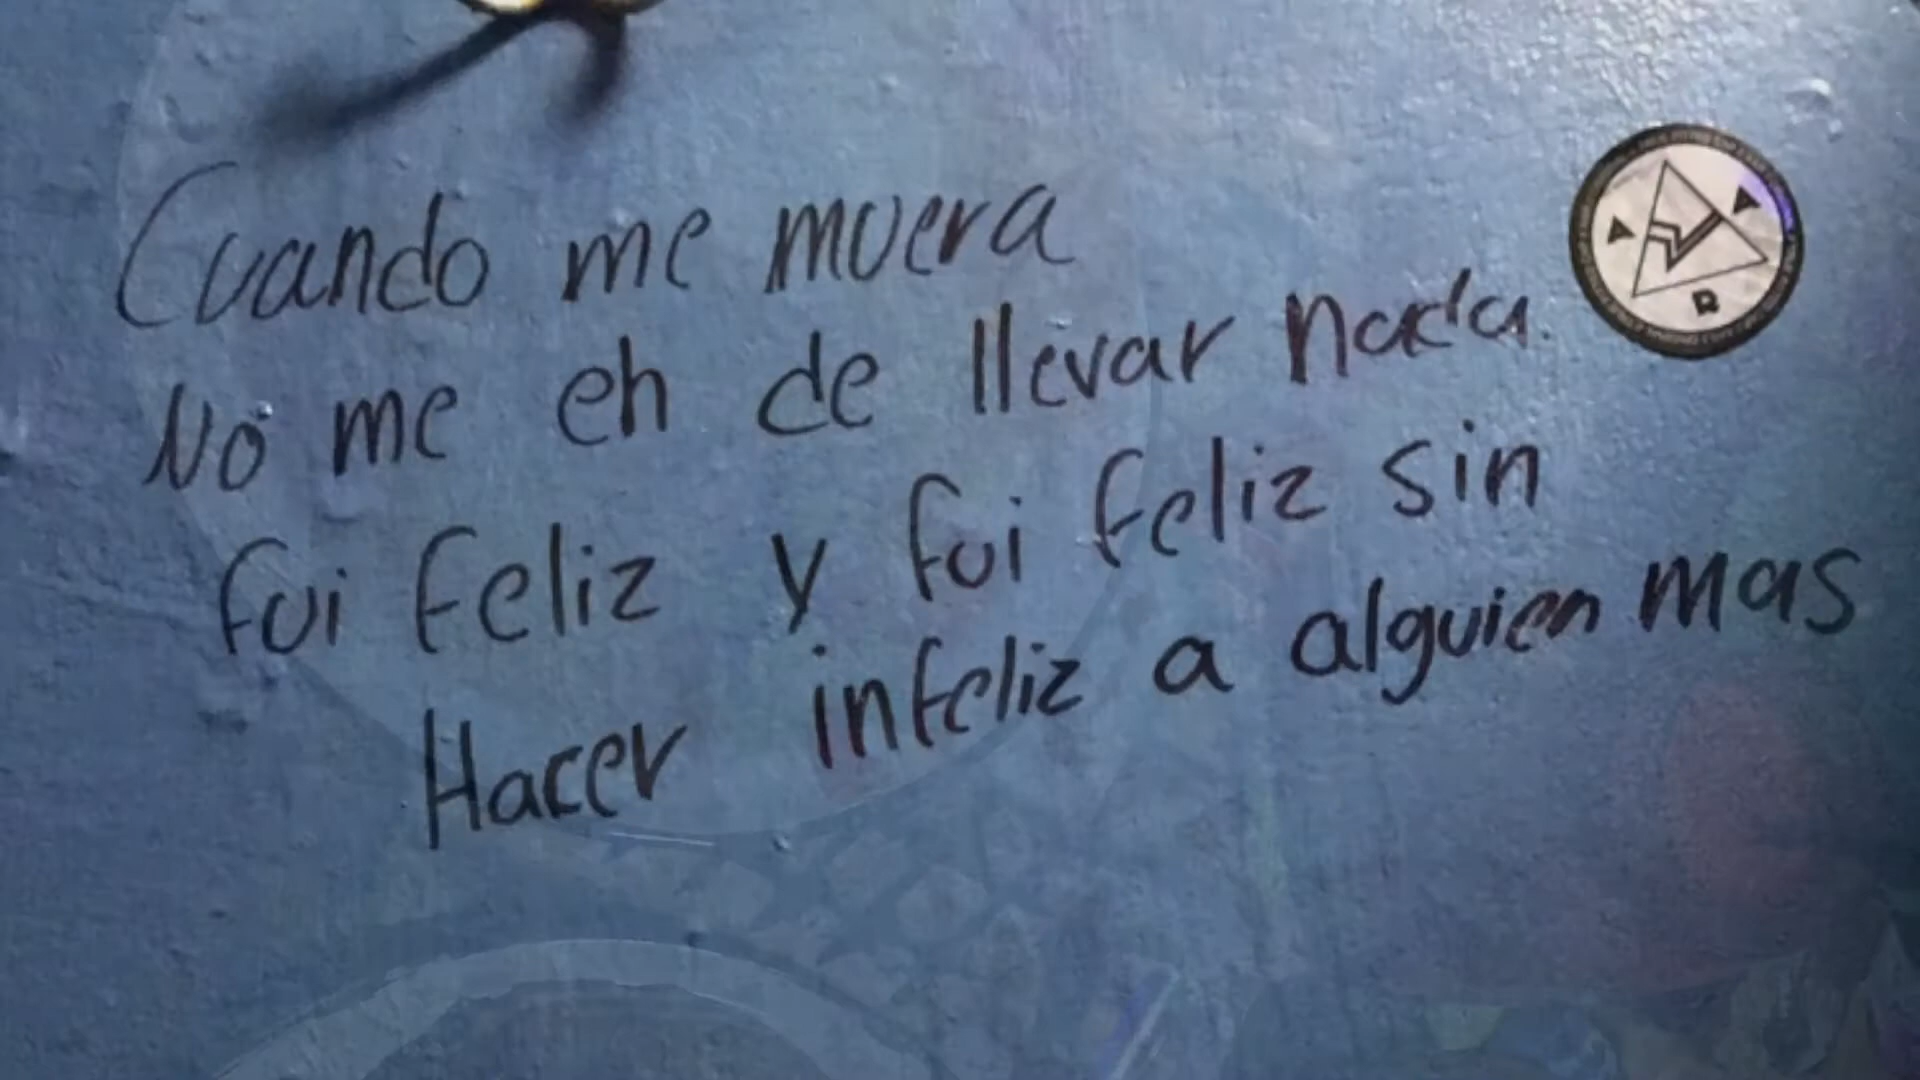 Cuando me muera
No me eh de llevar nada.
fui feliz y fui feliz sin
Hacer infeliz a alguien mas